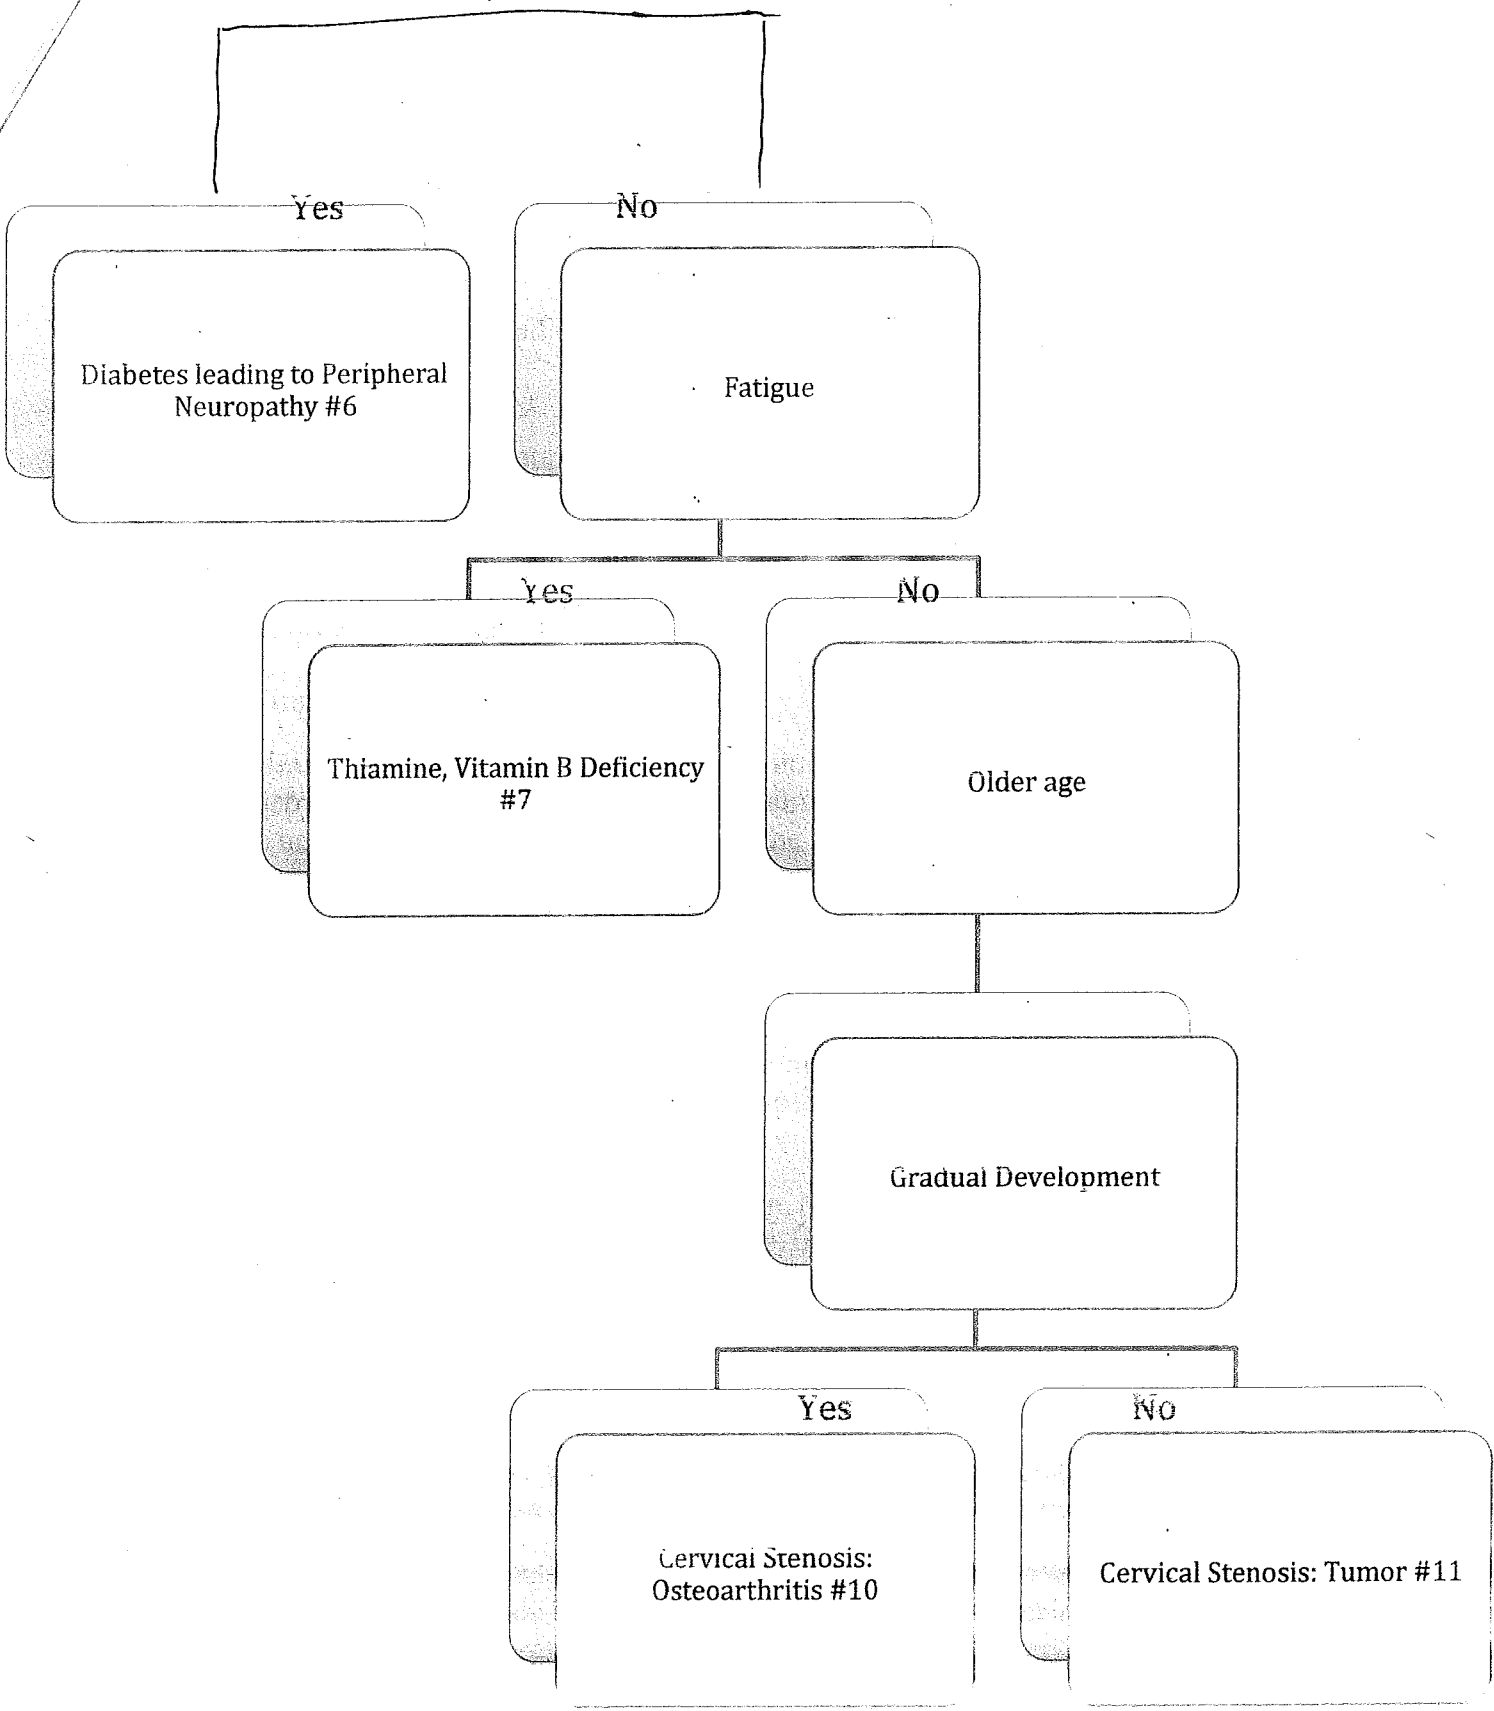 Yes
No
Diabetes leading to Peripheral
Neuropathy #6
Fatigue
Yes
No
Thiamine, Vitamin B Deficiency
#7
Older age
Gradual Development
Yes
No
Cervical Stenosis:
Osteoarthritis #10
Cervical Stenosis: Tumor #11